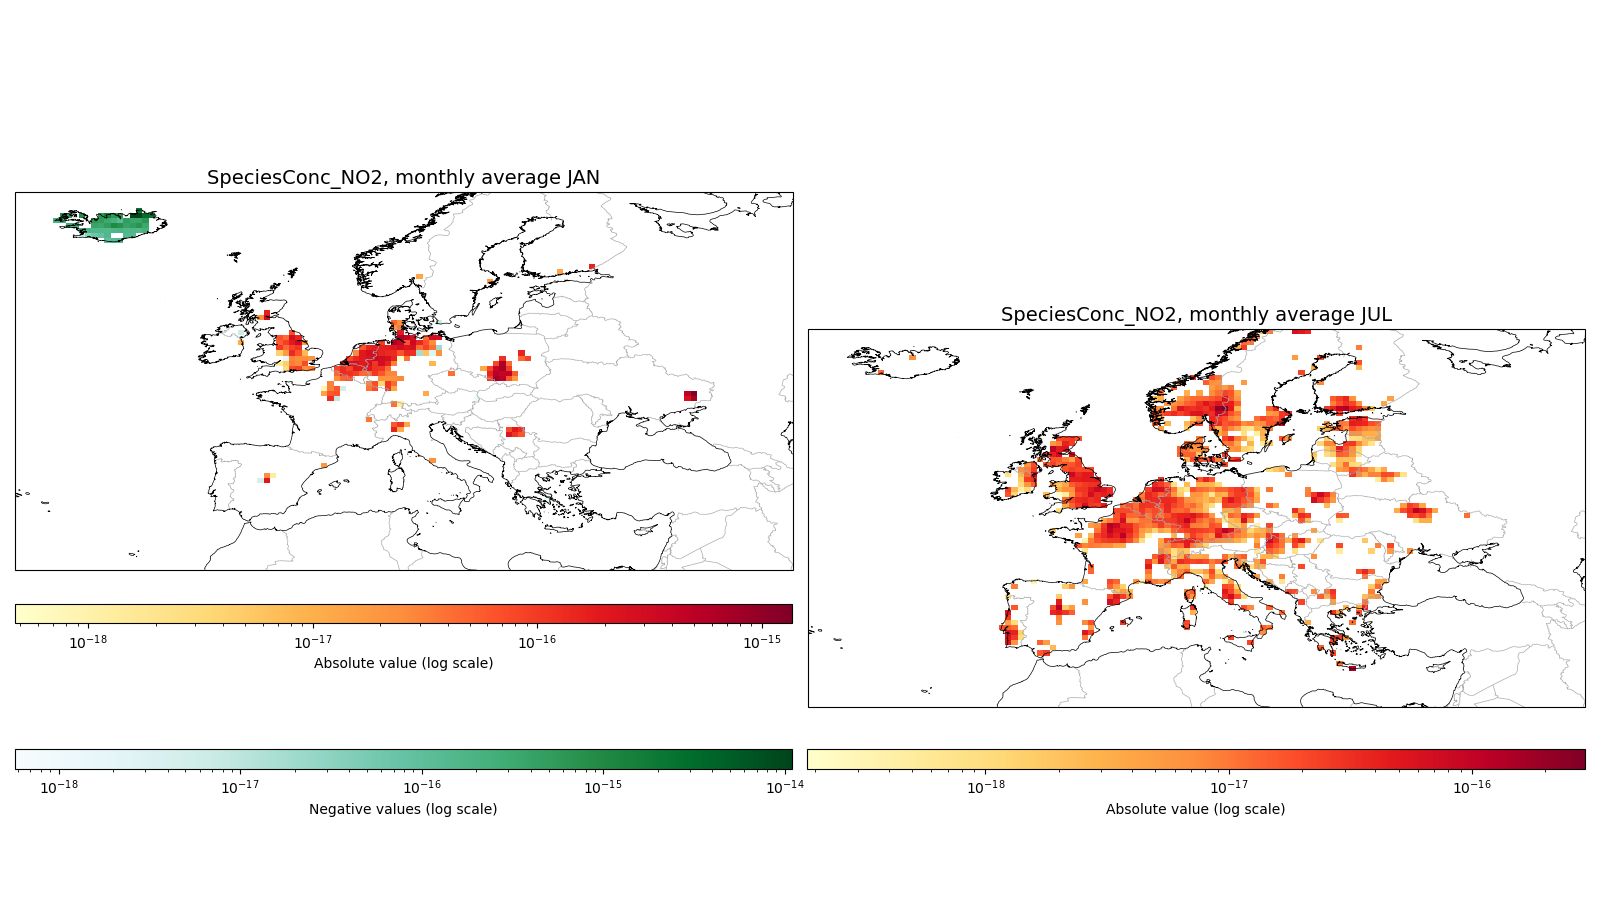 SpeciesConc_NO2, monthly average JAN
10⁻¹⁸ 10⁻¹⁷ 10⁻¹⁶ 10⁻¹⁵
Absolute value (log scale)
10⁻¹⁸ 10⁻¹⁷ 10⁻¹⁶ 10⁻¹⁵ 10⁻¹⁴
Negative values (log scale)
SpeciesConc_NO2, monthly average JUL
10⁻¹⁸ 10⁻¹⁷ 10⁻¹⁶
Absolute value (log scale)